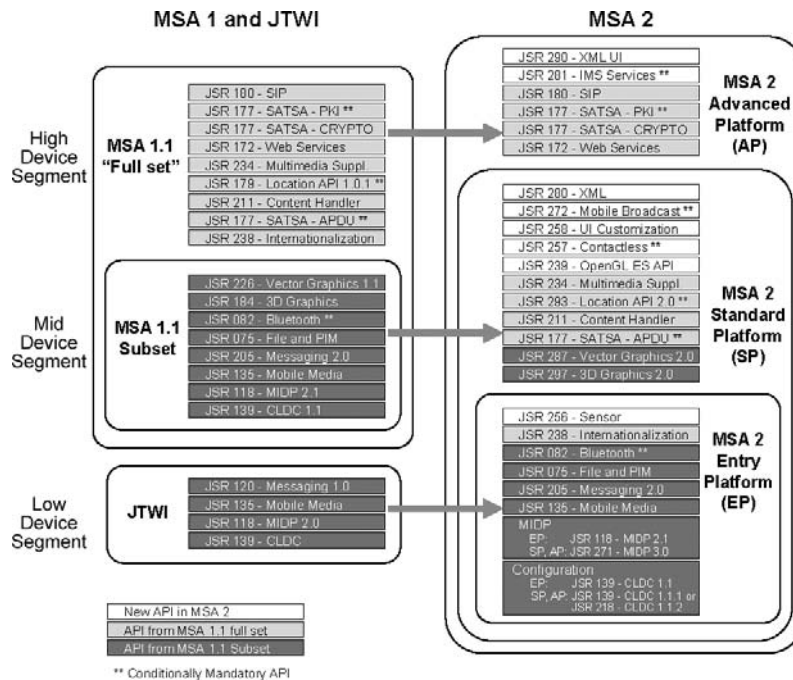 MSA 1 and JTWI
MSA 2
High
Device
Segment
MSA 1.1
"Full set"
JSR 180 - SIP
JSR 177 - SATSA - PKI **
JSR 177 - SATSA - CRYPTO
JSR 172 - Web Services
JSR 234 - Multimedia Suppl
JSR 179 - Location API 1.0.1 **
JSR 211 - Content Handler
JSR 177 - SATSA - APDU **
JSR 238 - Internationalization
Mid
Device
Segment
MSA 1.1
Subset
JSR 226 - Vector Graphics 1.1
JSR 184 - 3D Graphics
JSR 082 - Bluetooth **
JSR 075 - File and PIM
JSR 205 - Messaging 2.0
JSR 135 - Mobile Media
JSR 118 - MIDP 2.1
JSR 139 - CLDC 1.1
Low
Device
Segment
JTWI
JSR 120 - Messaging 1.0
JSR 135 - Mobile Media
JSR 118 - MIDP 2.0
JSR 139 - CLDC
JSR 290 - XML UI
JSR 281 - IMS Services **
JSR 180 - SIP
JSR 177 - SATSA - PKI **
JSR 177 - SATSA - CRYPTO
JSR 172 - Web Services
MSA 2
Advanced
Platform
(AP)
JSR 280 - XML
JSR 272 - Mobile Broadcast **
JSR 258 - UI Customization
JSR 257 - Contactless **
JSR 239 - OpenGL ES API
JSR 234 - Multimedia Suppl
JSR 293 - Location API 2.0 **
JSR 211 - Content Handler
JSR 177 - SATSA - APDU **
JSR 287 - Vector Graphics 2.0
JSR 297 - 3D Graphics 2.0
MSA 2
Standard
Platform
(SP)
JSR 256 - Sensor
JSR 238 - Internationalization
JSR 082 - Bluetooth **
JSR 075 - File and PIM
JSR 205 - Messaging 2.0
JSR 135 - Mobile Media
MIDP
EP: JSR 118 - MIDP 2.1
SP, AP: JSR 271 - MIDP 3.0
Configuration
EP: JSR 139 - CLDC 1.1
SP, AP: JSR 139 - CLDC 1.1.1 or
JSR 218 - CLDC 1.1.2
MSA 2
Entry
Platform
(EP)
New API in MSA 2
API from MSA 1.1 full set
API from MSA 1.1 Subset
** Conditionally Mandatory API